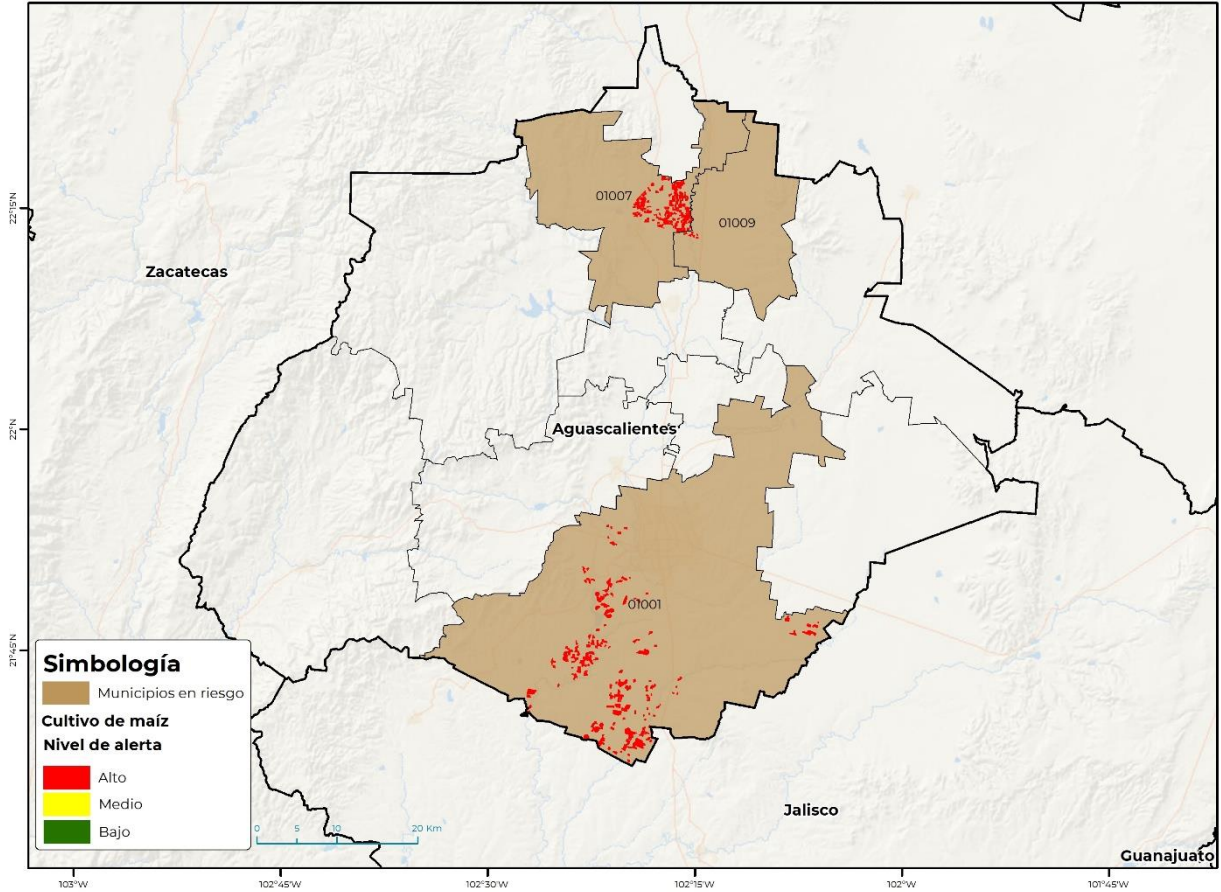 22°15'N
22°N
21°45'N
01007
01009
Zacatecas
Aguascalientes
01001
Jalisco
Guanajuato
Simbología
Municipios en riesgo
Cultivo de maíz
Nivel de alerta
Alto
Medio
Bajo
0 5 10 20 Km
103°W 102°45'W 102°30'W 102°15'W 102°W 101°45'W